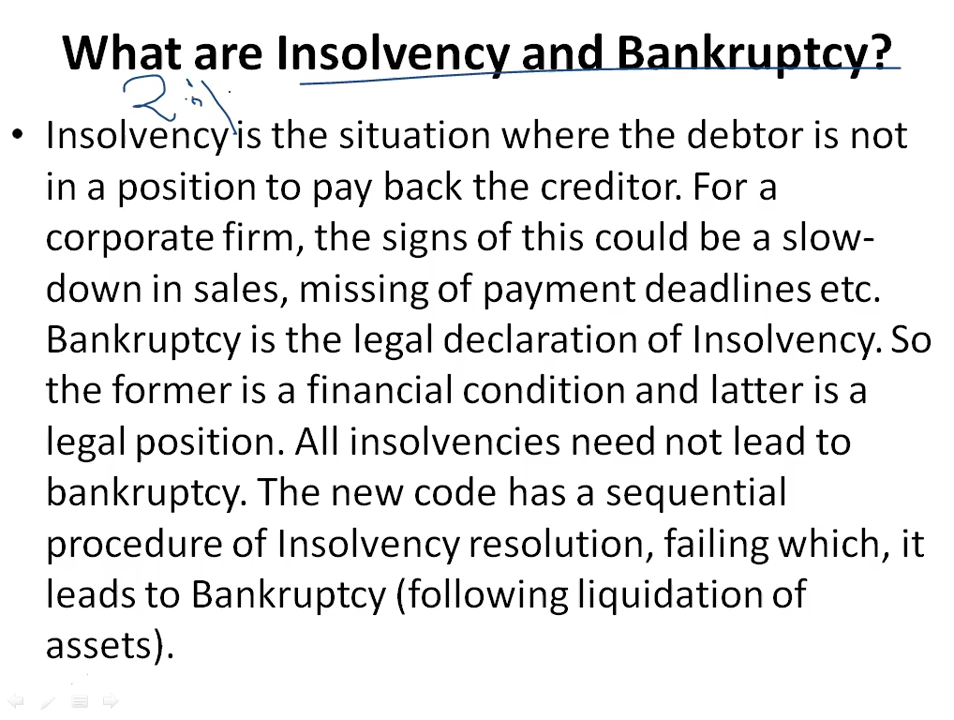 What are Insolvency and Bankruptcy?
• Insolvency is the situation where the debtor is not
in a position to pay back the creditor. For a
corporate firm, the signs of this could be a slow-
down in sales, missing of payment deadlines etc.
Bankruptcy is the legal declaration of Insolvency. So
the former is a financial condition and latter is a
legal position. All insolvencies need not lead to
bankruptcy. The new code has a sequential
procedure of Insolvency resolution, failing which, it
leads to Bankruptcy (following liquidation of
assets).